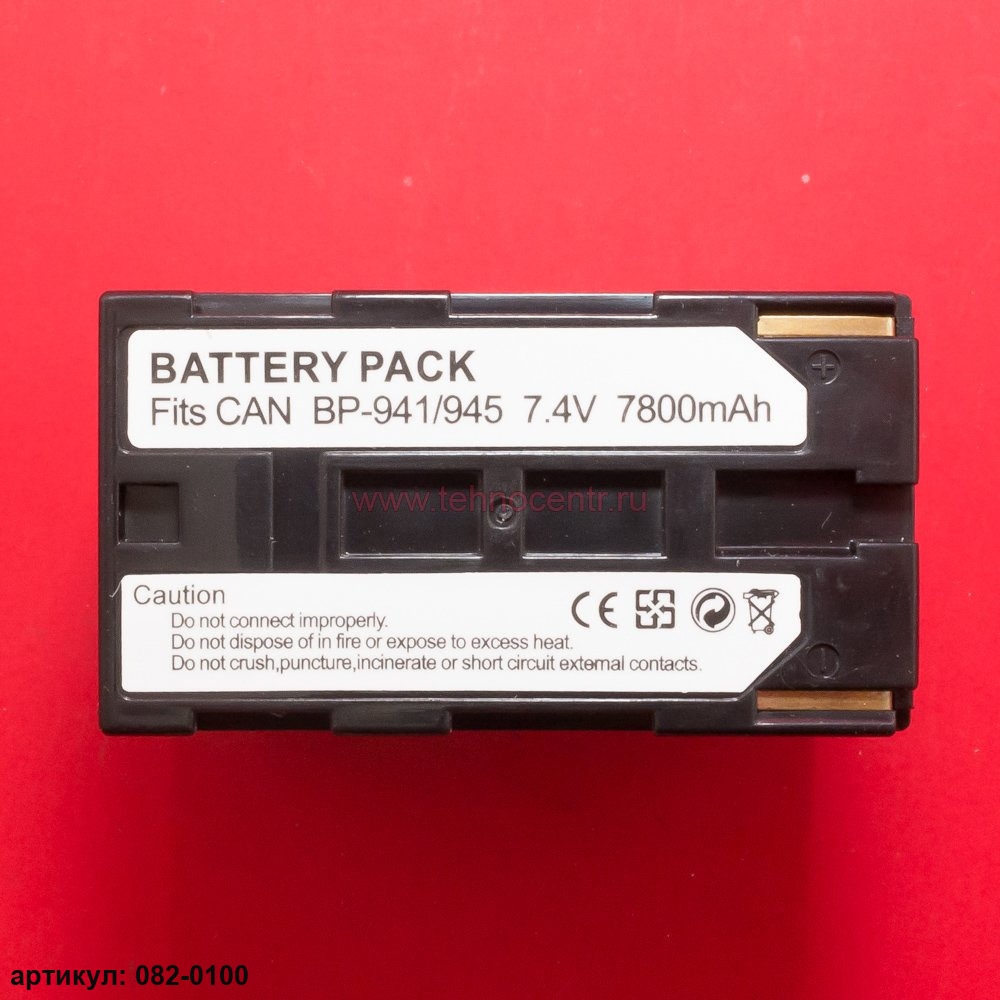 BATTERY PACK
Fits CAN BP-941/945 7.4V 7800mAh
www.tehnocentr.ru
Caution
Do not connect improperly.
Do not dispose of in fire or expose to excess heat.
Do not crush,puncture,incinerate or short circuit external contacts.
CE
+
-
артикул: 082-0100